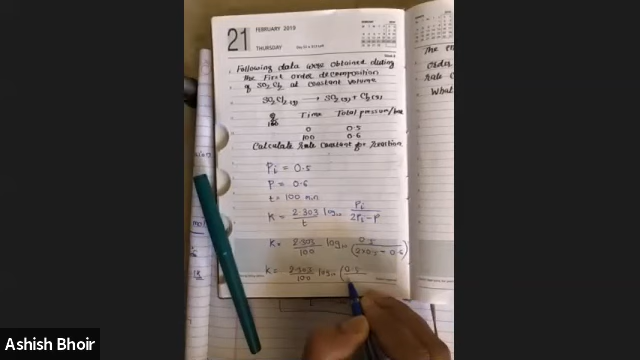 21
FEBRUARY 2019
THURSDAY
Following data were obtained during
the First order decomposition
of SO2Cl2 at constant volume
SO2Cl2(g) → SO2(g) + Cl2(g)
Time Total pressure/
0 0.5
100 0.6
Calculate rate constant for reaction
Pi = 0.5
P = 0.6
t = 100 min
K = 2.303/t log10 Pi/2Pi - P
K = 2.303/100 log10 0.5/(2×0.5 - 0.6)
K = 2.303/100 log10 (0.5
Ashish Bhoir